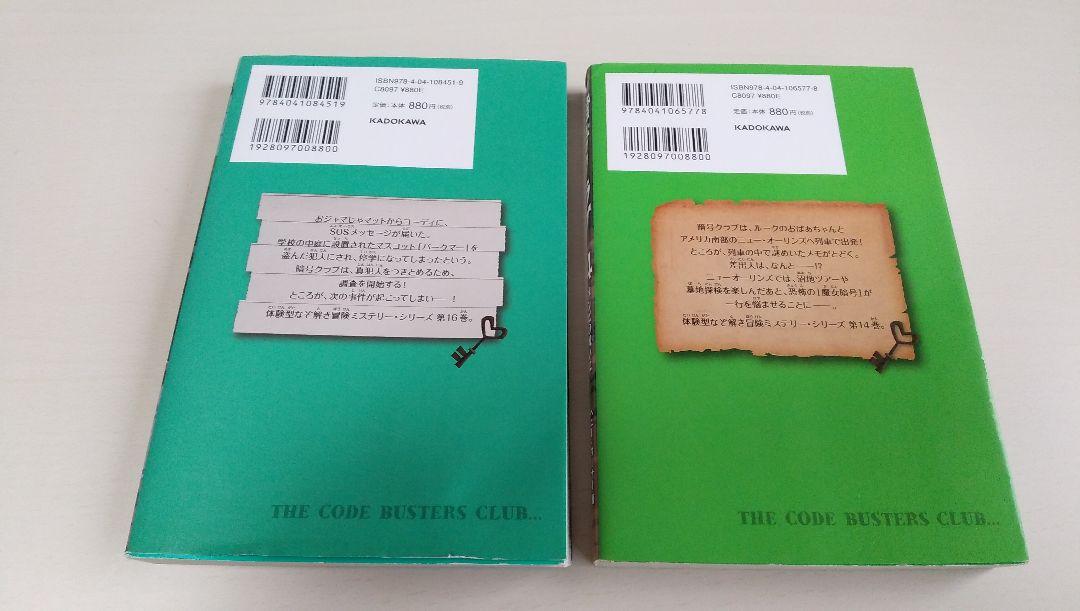 ISBN978-4-04-108451-9
C8097 ¥880E
9784041084519
定価：本体 880円(税別)
KADOKAWA
1928097008800
おジャマじゃマットからコーディに、
SOSメッセージが届いた。
学校の中庭に設置されたマスコット「バークマー」を
盗んだ犯人にされ、停学になってしまったという。
暗号クラブは、真犯人をつきとめるため、
調査を開始する!
ところが、次の事件が起こってしまい——!
体験型なぞ解き冒険ミステリー・シリーズ 第16巻。
THE CODE BUSTERS CLUB...
ISBN978-4-04-106577-8
C8097 ¥880E
9784041065778
定価：本体 880円(税別)
KADOKAWA
1928097008800
暗号クラブは、ルークのおばあちゃんと
アメリカ南部のニュー・オーリンズへ列車で出発!
ところが、列車の中で謎めいたメモがとどく。
差出人は、なんと——!?
ニューオーリンズでは、沼地ツアーや
墓地探検を楽しんだあと、恐怖の「魔女暗号」が
一行を悩ませることに——。
体験型なぞ解き冒険ミステリー・シリーズ 第14巻。
THE CODE BUSTERS CLUB...